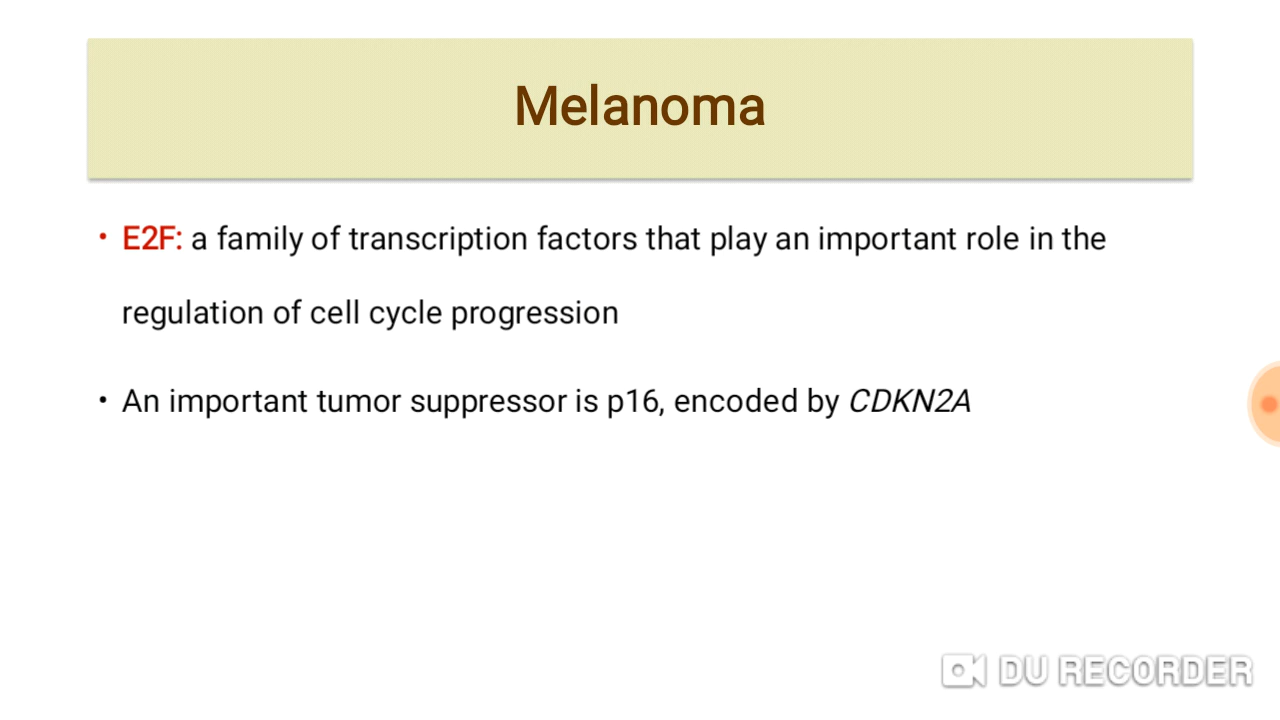 Melanoma
• E2F: a family of transcription factors that play an important role in the
regulation of cell cycle progression
• An important tumor suppressor is p16, encoded by CDKN2A
DU RECORDER